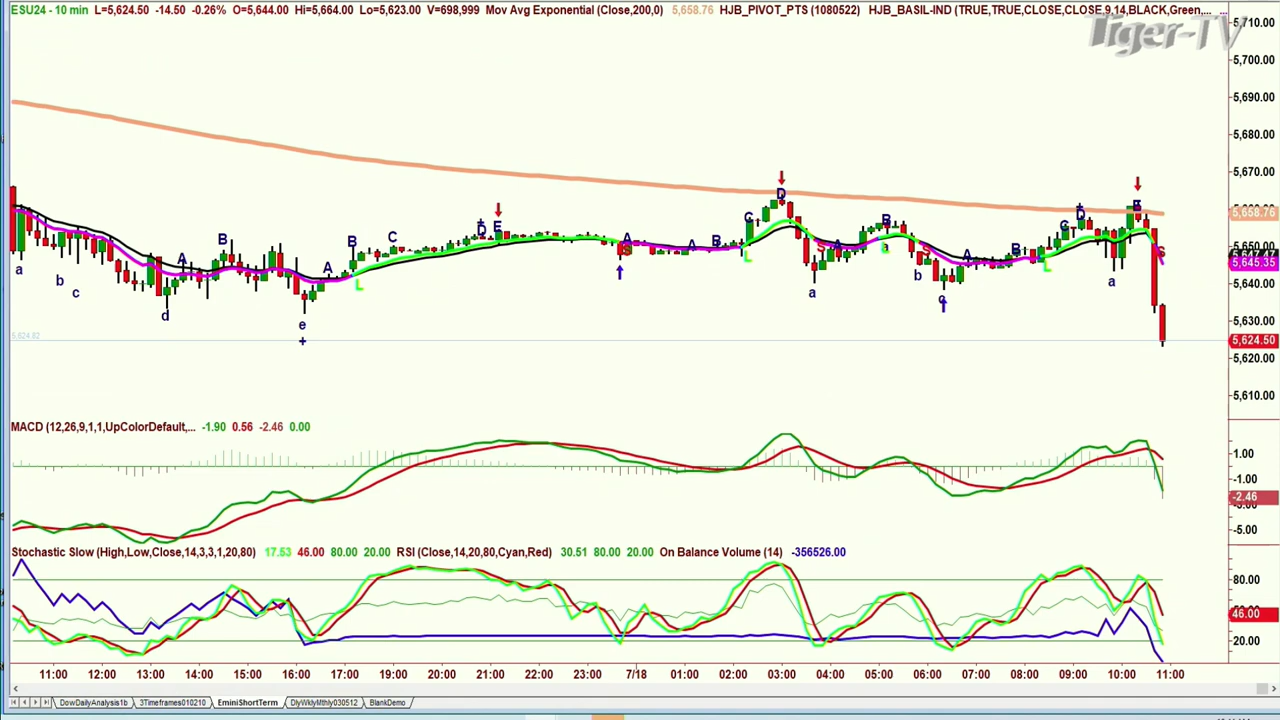 ESU24 - 10 min L=5,624.50 -14.50 -0.26% O=5,644.00 Hi=5,664.00 Lo=5,623.00 V=698,999 Mov Avg Exponential (Close,200,0) 5,658.76 HJB_PIVOT_PTS (1080522) HJB_BASIL-IND (TRUE,TRUE,CLOSE,CLOSE,9,14,BLACK,Green,...
Tiger-TV
5,710.00
5,700.00
5,690.00
5,680.00
5,670.00
5,658.76
5,650.00
5,645.35
5,640.00
5,630.00
5,624.50
5,620.00
5,610.00
D
D E
B
B
C
A
A
L
a
b
c
d
e
+
A
S
A
B
C
L
S
A
a
B
a
S
b
c
A
B
L
C
D
a
E
S
5,624.62
MACD (12,26,9,1,1,UpColorDefault,... -1.90 0.56 -2.46 0.00
1.00
-1.00
-2.46
-3.00
-5.00
Stochastic Slow (High,Low,Close,14,3,3,1,20,80) 17.53 46.00 80.00 20.00 RSI (Close,14,20,80,Cyan,Red) 30.51 80.00 20.00 On Balance Volume (14) -356526.00
80.00
46.00
20.00
11:00 12:00 13:00 14:00 15:00 16:00 17:00 18:00 19:00 20:00 21:00 22:00 23:00 7/18 01:00 02:00 03:00 04:00 05:00 06:00 07:00 08:00 09:00 10:00 11:00
DowDailyAnalysis1b 3Timeframes010210 EminiShortTerm DlyWklyMthly030512 BlankDemo